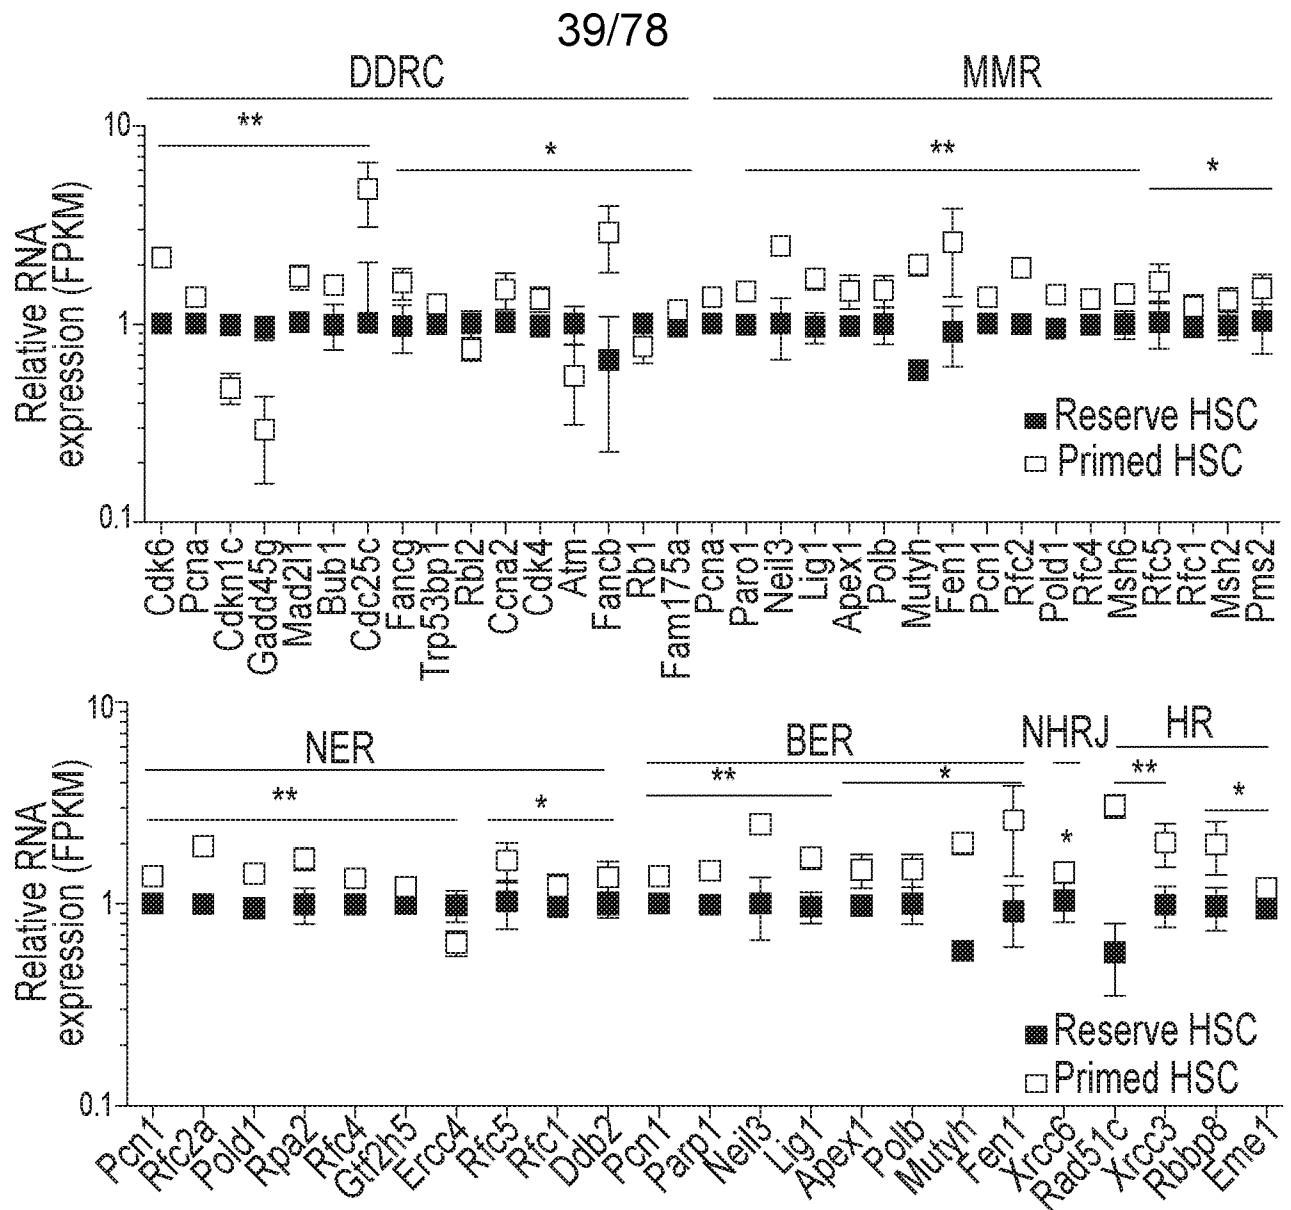 39/78
DDRC
MMR
** * ** *
10
1
0.1
Relative RNA
expression (FPKM)
Reserve HSC
Primed HSC
Cdk6
Pcna
Cdkn1c
Gadd45g
Mad2l1
Bub1
Cdc25c
Fancg
Trp53bp1
Rbl2
Ccna2
Cdk4
Atm
Fancb
Rb1
Fam175a
Pcna
Paro1
Neil3
Lig1
Apex1
Polb
Mutyh
Fen1
Pcn1
Rfc2
Pold1
Rfc4
Msh6
Rfc5
Rfc1
Msh2
Pms2
NER
BER
NHRJ
HR
** * ** * * ** *
10
1
0.1
Relative RNA
expression (FPKM)
Reserve HSC
Primed HSC
Pcn1
Rfc2a
Pold1
Rpa2
Rfc4
Gtf2h5
Ercc4
Rfc5
Rfc1
Ddb2
Pcn1
Parp1
Neil3
Lig1
Apex1
Polb
Mutyh
Fen1
Xrcc6
Rad51c
Xrcc3
Rbbp8
Eme1